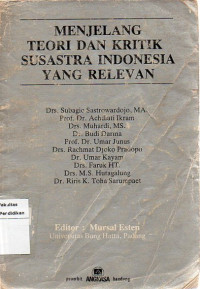 MENJELANG
TEORI DAN KRITIK
SUSASTRA INDONESIA
YANG RELEVAN
Drs. Subagio Sastrowardojo, MA.
Prof. Dr. Achdiati Ikram
Drs. Muhardi, MS.
Dr. Budi Darma
Prof. Dr. Umar Junus
Drs. Rachmat Djoko Pradopo
Dr. Umar Kayam
Drs. Faruk HT.
Drs. M.S. Hutagalung
Dr. Riris K. Toha Sarumpaet
Editor : Mursal Esten
Universitas Bung Hatta, Padang
Pendidikan
penerbit ANGKASA bandung